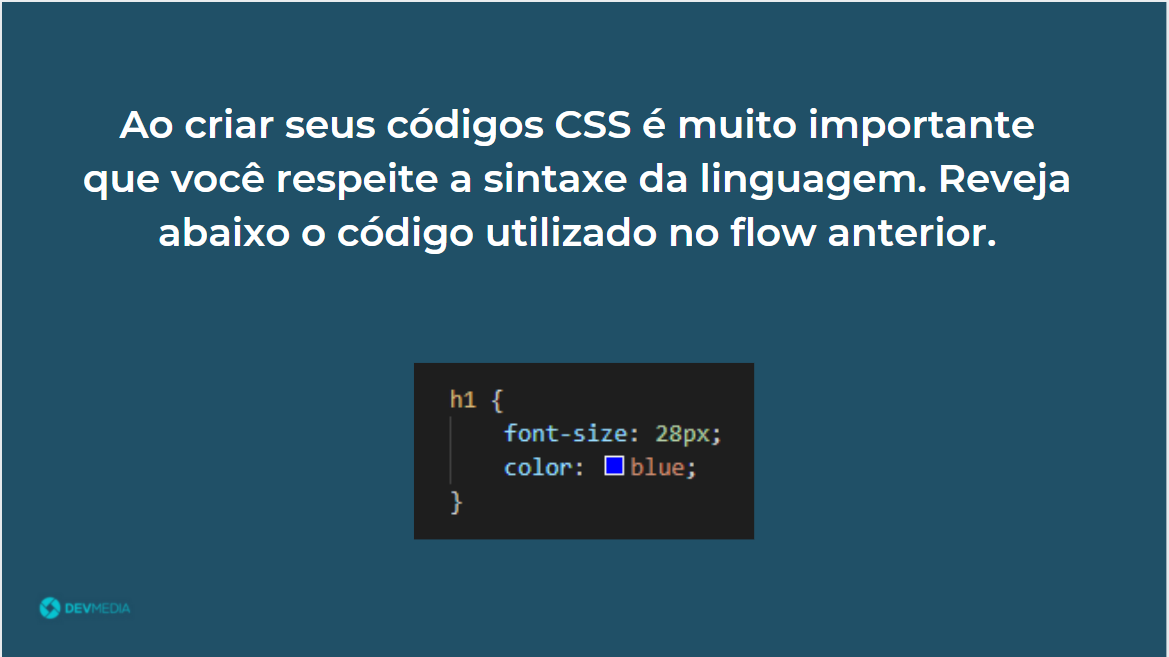 Ao criar seus códigos CSS é muito importante
que você respeite a sintaxe da linguagem. Reveja
abaixo o código utilizado no flow anterior.
h1 {
    font-size: 28px;
    color: blue;
}
DEVMEDIA